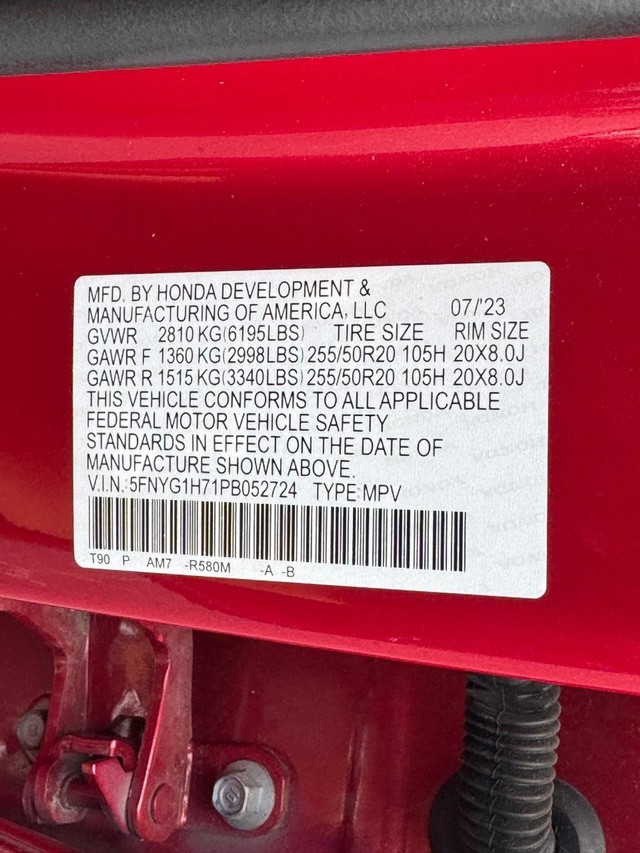 MFD. BY HONDA DEVELOPMENT &
MANUFACTURING OF AMERICA, LLC 07/'23
GVWR 2810 KG(6195LBS) TIRE SIZE RIM SIZE
GAWR F 1360 KG(2998LBS) 255/50R20 105H 20X8.0J
GAWR R 1515 KG(3340LBS) 255/50R20 105H 20X8.0J
THIS VEHICLE CONFORMS TO ALL APPLICABLE
FEDERAL MOTOR VEHICLE SAFETY
STANDARDS IN EFFECT ON THE DATE OF
MANUFACTURE SHOWN ABOVE.
V.I.N.: 5FNYG1H71PB052724 TYPE:MPV
T90 P AM7 -R580M -A -B